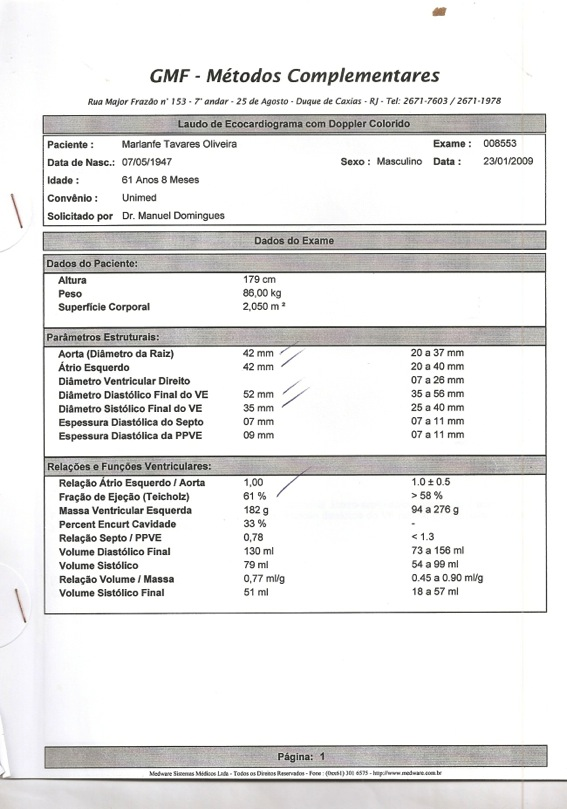 GMF - Métodos Complementares
Rua Major Frazão n° 153 - 7° andar - 25 de Agosto - Duque de Caxias - RJ - Tel: 2671-7603 / 2671-1978
Laudo de Ecocardiograma com Doppler Colorido
Paciente : Marlanfe Tavares Oliveira Exame : 008553
Data de Nasc.: 07/05/1947 Sexo : Masculino Data : 23/01/2009
Idade : 61 Anos 8 Meses
Convênio : Unimed
Solicitado por Dr. Manuel Domingues
Dados do Exame
Dados do Paciente:
Altura 179 cm
Peso 86,00 kg
Superfície Corporal 2,050 m ²
Parâmetros Estruturais:
Aorta (Diâmetro da Raiz) 42 mm 20 a 37 mm
Átrio Esquerdo 42 mm 20 a 40 mm
Diâmetro Ventricular Direito 07 a 26 mm
Diâmetro Diastólico Final do VE 52 mm 35 a 56 mm
Diâmetro Sistólico Final do VE 35 mm 25 a 40 mm
Espessura Diastólica do Septo 07 mm 07 a 11 mm
Espessura Diastólica da PPVE 09 mm 07 a 11 mm
Relações e Funções Ventriculares:
Relação Átrio Esquerdo / Aorta 1,00 1.0 ± 0.5
Fração de Ejeção (Teicholz) 61 % > 58 %
Massa Ventricular Esquerda 182 g 94 a 276 g
Percent Encurt Cavidade 33 % -
Relação Septo / PPVE 0,78 < 1.3
Volume Diastólico Final 130 ml 73 a 156 ml
Volume Sistólico 79 ml 54 a 99 ml
Relação Volume / Massa 0,77 ml/g 0.45 a 0.90 ml/g
Volume Sistólico Final 51 ml 18 a 57 ml
Página: 1
Medware Sistemas Médicos Ltda - Todos os Direitos Reservados - Fone : (0xx61) 301 6575 - http://www.medware.com.br